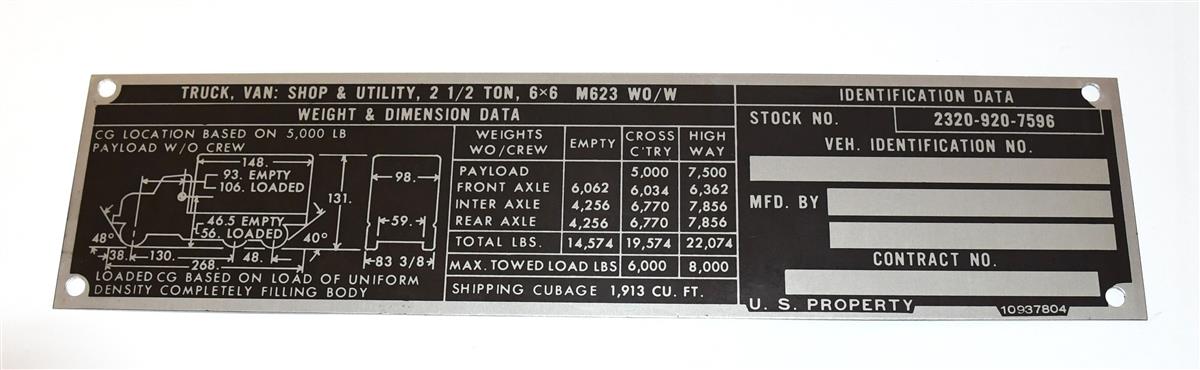 TRUCK, VAN: SHOP & UTILITY, 2 1/2 TON, 6×6 M623 WO/W
WEIGHT & DIMENSION DATA
CG LOCATION BASED ON 5,000 LB
PAYLOAD W/O CREW
148.
93. EMPTY
106. LOADED
131.
98.
46.5 EMPTY
56. LOADED
59.
48°
40°
38.
130.
48.
268.
83 3/8
LOADED CG BASED ON LOAD OF UNIFORM
DENSITY COMPLETELY FILLING BODY
WEIGHTS WO/CREW EMPTY CROSS C'TRY HIGH WAY
PAYLOAD 5,000 7,500
FRONT AXLE 6,062 6,034 6,362
INTER AXLE 4,256 6,770 7,856
REAR AXLE 4,256 6,770 7,856
TOTAL LBS. 14,574 19,574 22,074
MAX. TOWED LOAD LBS 6,000 8,000
SHIPPING CUBAGE 1,913 CU. FT.
IDENTIFICATION DATA
STOCK NO. 2320-920-7596
VEH. IDENTIFICATION NO.
MFD. BY
CONTRACT NO.
U. S. PROPERTY
10937804